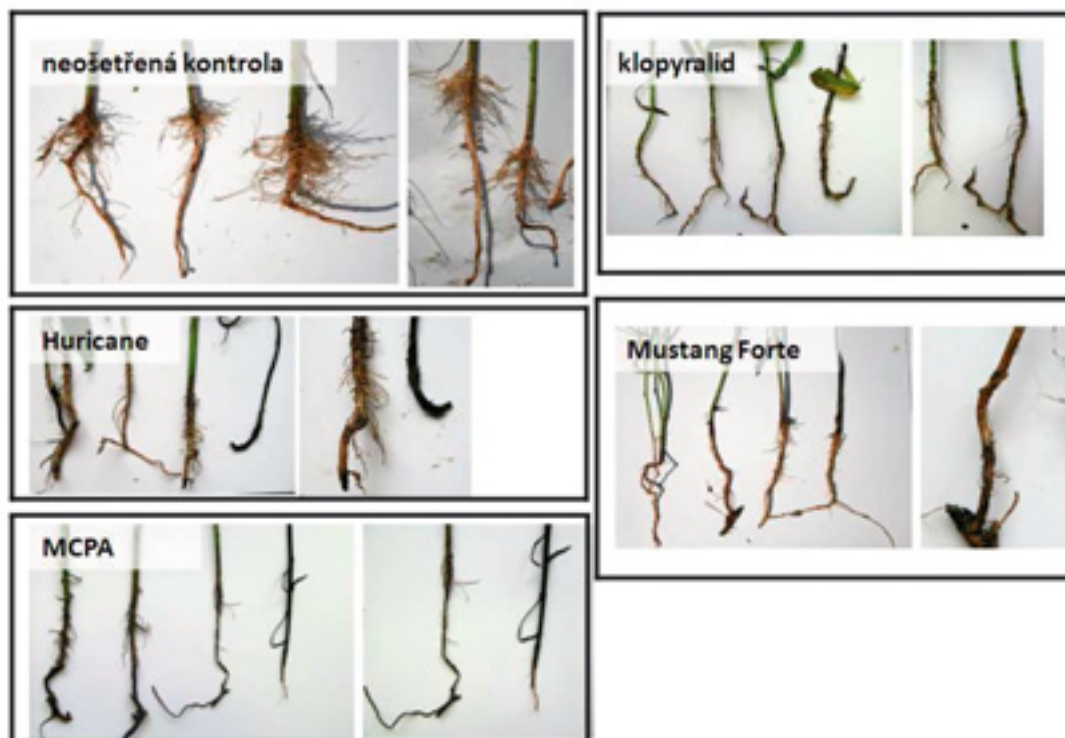 neošetřená kontrola
klopyralid
Huricane
Mustang Forte
MCPA